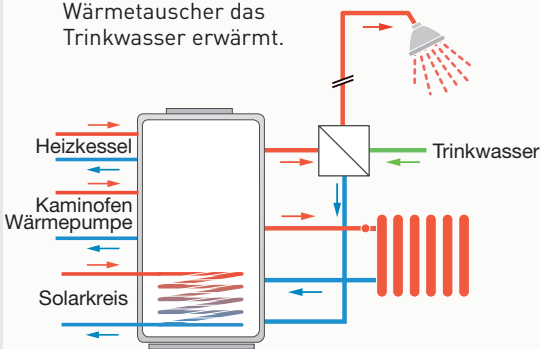 Wärmetauscher das
Trinkwasser erwärmt.
Heizkessel
Trinkwasser
Kaminofen
Wärmepumpe
Solarkreis